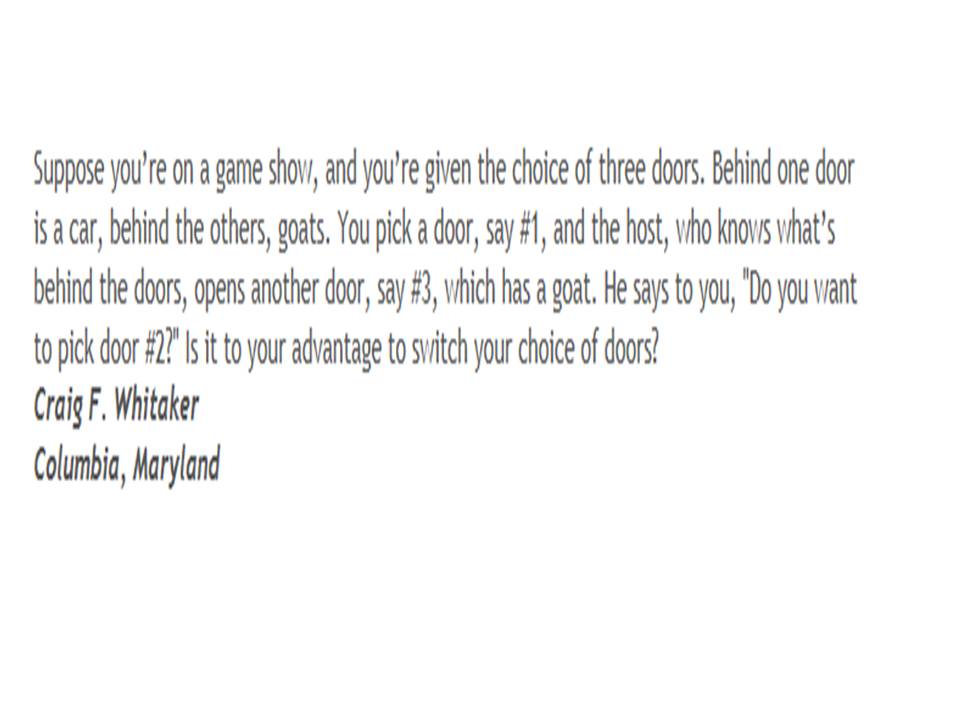 Suppose you’re on a game show, and you’re given the choice of three doors. Behind one door
is a car, behind the others, goats. You pick a door, say #1, and the host, who knows what’s
behind the doors, opens another door, say #3, which has a goat. He says to you, "Do you want
to pick door #2?" Is it to your advantage to switch your choice of doors?
Craig F. Whitaker
Columbia, Maryland